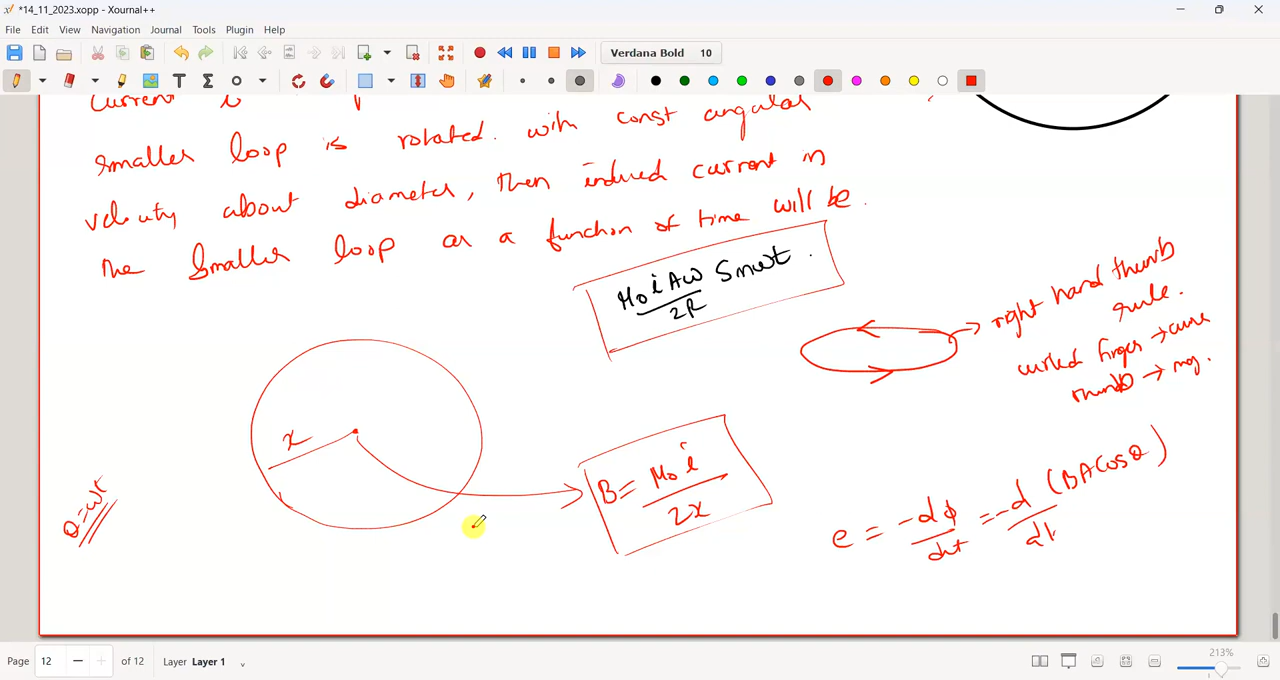 *14_11_2023.xopp - Xournal++
File Edit View Navigation Journal Tools Plugin Help
Verdana Bold 10
current is
smaller loop is rotated. with const angular
velocity about diameter, then induced current in
the smaller loop as a function of time will be.
μ₀iAω/2R Sinωt.
right hand thumb
rule.
curled fingers → curre
thumb → mag.
x
B = μ₀i/2x
θ=ωt
e = -dϕ/dt = -d/dt (BACosθ)
213%
Page 12 of 12 Layer Layer 1